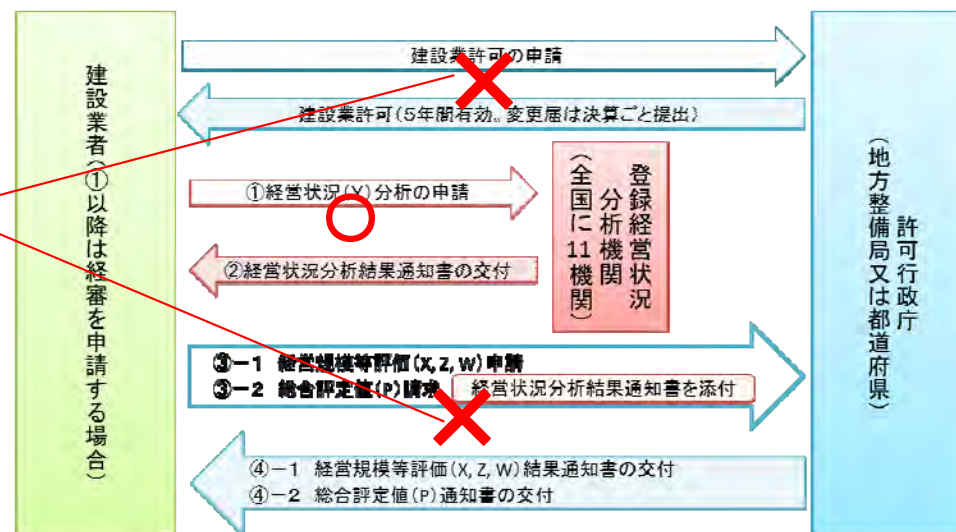 建設業者(①以降は経審を申請する場合)
建設業許可の申請
建設業許可(5年間有効。変更届は決算ごと提出)
①経営状況(Y)分析の申請
②経営状況分析結果通知書の交付
登録経営状況
分析機関
(全国に11機関)
③-1 経営規模等評価(X, Z, W)申請
③-2 総合評定値(P)請求 経営状況分析結果通知書を添付
④-1 経営規模等評価(X, Z, W)結果通知書の交付
④-2 総合評定値(P)通知書の交付
許可行政庁
(地方整備局又は都道府県)